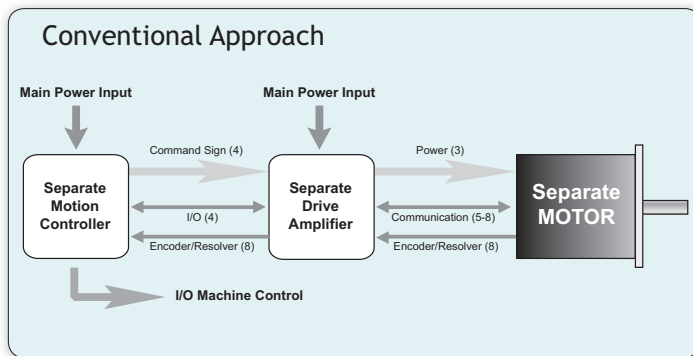 Conventional Approach
Main Power Input
Main Power Input
Command Sign (4)
Power (3)
Separate
Motion
Controller
Separate
Drive
Amplifier
Separate
MOTOR
I/O (4)
Communication (5-8)
Encoder/Resolver (8)
Encoder/Resolver (8)
I/O Machine Control